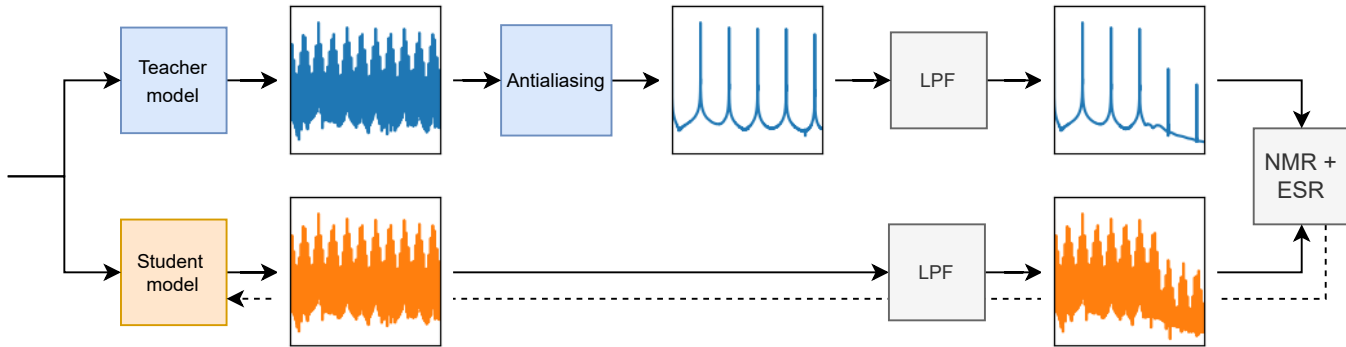 Teacher
model
Antialiasing
LPF
NMR +
ESR
Student
model
LPF